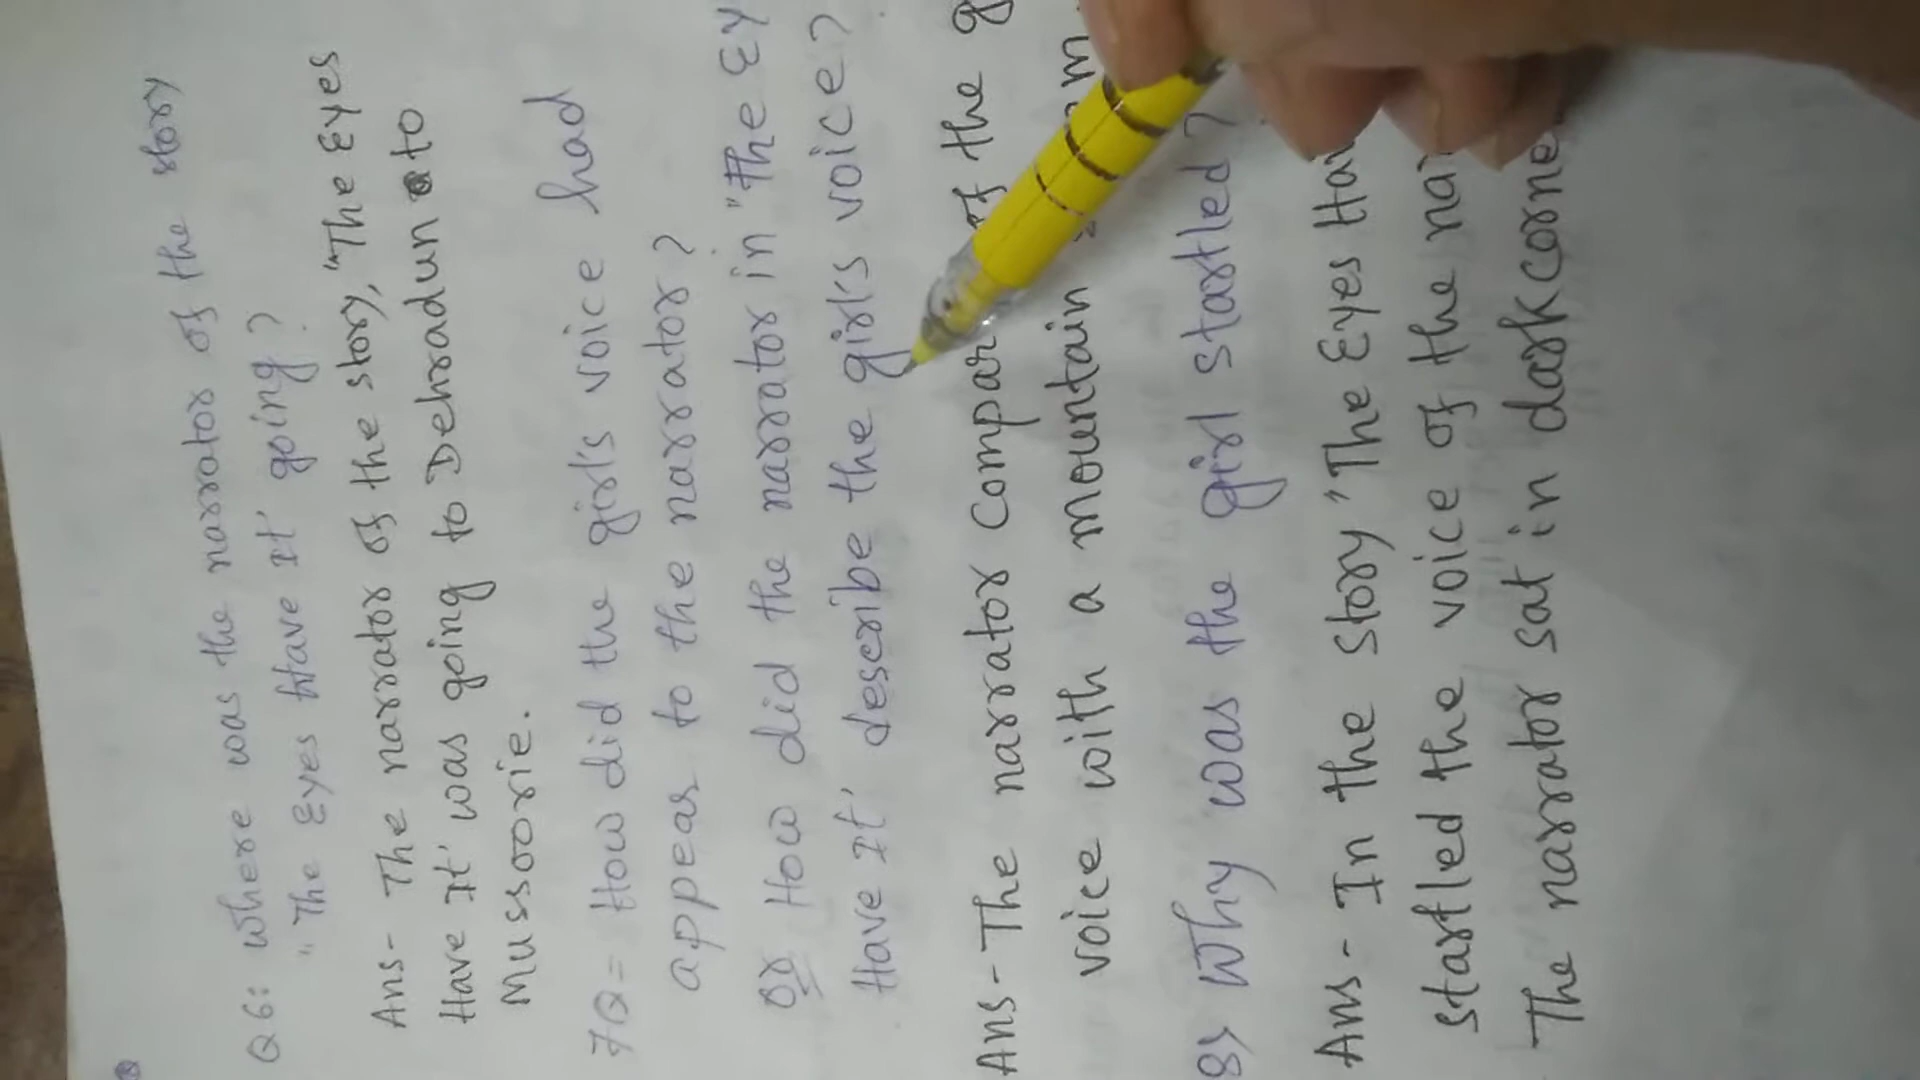 Q6: Where was the narrator of the story
"The Eyes Have It' going?
Ans- The narrator of the story, "The Eyes
Have It' was going to Dehradun to
Mussoorie.
7Q= How did the girl's voice had
appear to the narrator?
or How did the narrator in "The Ey
Have It' describe the girl's voice?
Ans- The narrator Compar of the g
voice with a mountain
8> Why was the girl startled?
Ans- In the story "The Eyes Hav
startled the voice of the nar
The narrator sat in dark corne